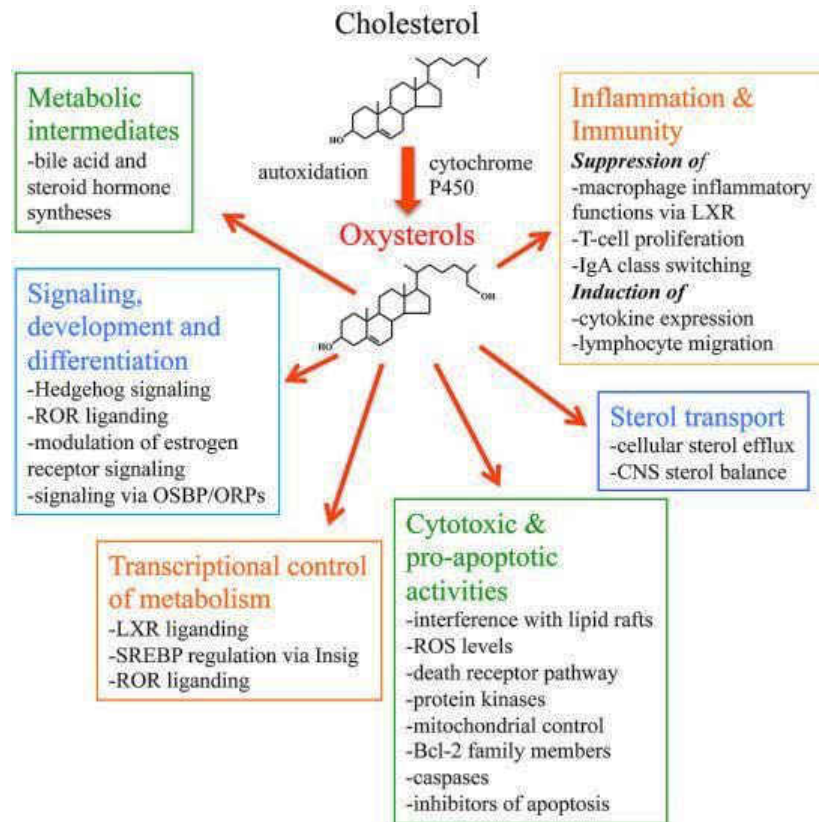 Cholesterol
HO
autoxidation
cytochrome
P450
Oxysterols
OH
HO
Metabolic
intermediates
-bile acid and
steroid hormone
syntheses
Inflammation &
Immunity
Suppression of
-macrophage inflammatory
functions via LXR
-T-cell proliferation
-IgA class switching
Induction of
-cytokine expression
-lymphocyte migration
Signaling,
development and
differentiation
-Hedgehog signaling
-ROR liganding
-modulation of estrogen
receptor signaling
-signaling via OSBP/ORPs
Sterol transport
-cellular sterol efflux
-CNS sterol balance
Transcriptional control
of metabolism
-LXR liganding
-SREBP regulation via Insig
-ROR liganding
Cytotoxic &
pro-apoptotic
activities
-interference with lipid rafts
-ROS levels
-death receptor pathway
-protein kinases
-mitochondrial control
-Bcl-2 family members
-caspases
-inhibitors of apoptosis